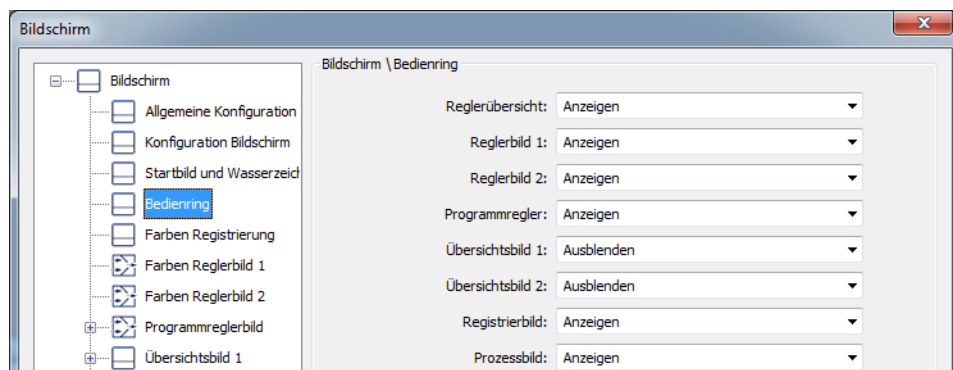 Bildschirm
Bildschirm
Allgemeine Konfiguration
Konfiguration Bildschirm
Startbild und Wasserzeich
Bedienring
Farben Registrierung
Farben Reglerbild 1
Farben Reglerbild 2
Programmreglerbild
Übersichtsbild 1
Bildschirm \ Bedienring
Reglerübersicht: Anzeigen
Reglerbild 1: Anzeigen
Reglerbild 2: Anzeigen
Programmregler: Anzeigen
Übersichtsbild 1: Ausblenden
Übersichtsbild 2: Ausblenden
Registrierbild: Anzeigen
Prozessbild: Anzeigen